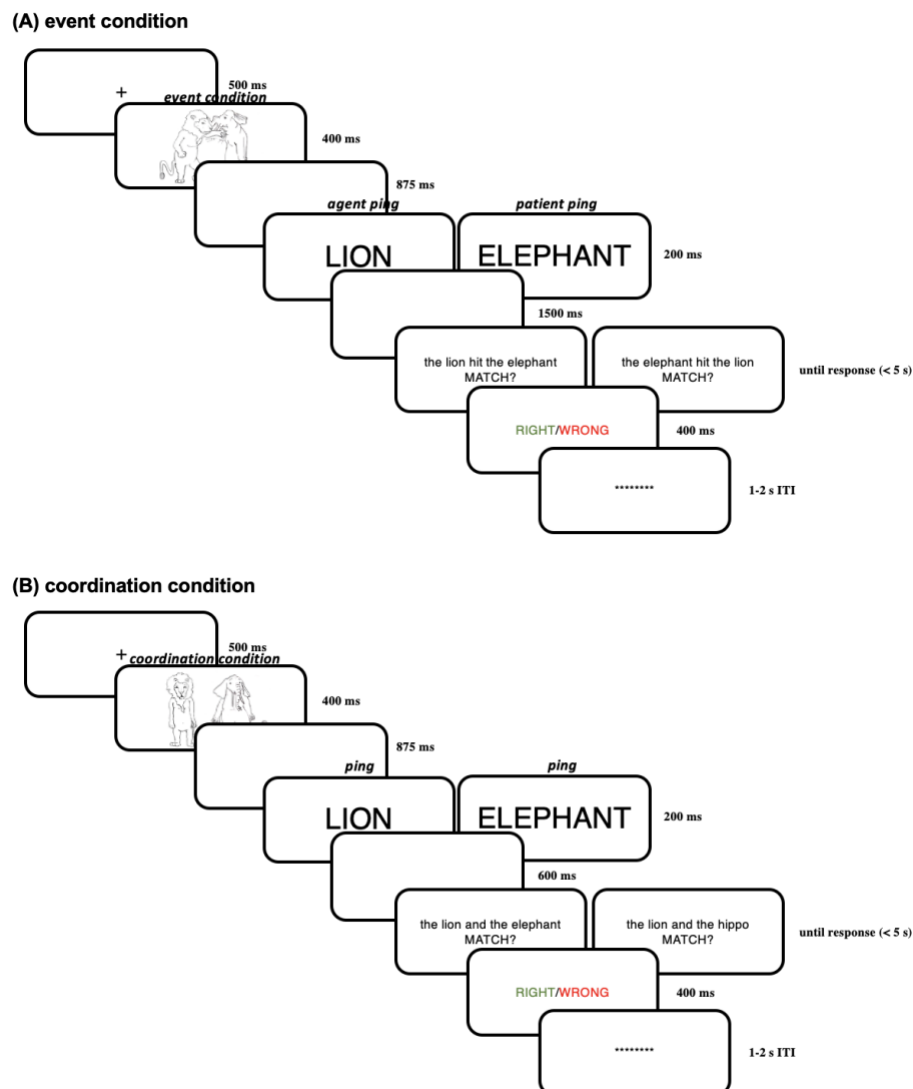 (A) event condition
+
500 ms
event condition
400 ms
875 ms
agent ping
patient ping
LION
ELEPHANT
200 ms
1500 ms
the lion hit the elephant
MATCH?
the elephant hit the lion
MATCH?
until response (< 5 s)
RIGHT/WRONG
400 ms
********
1-2 s ITI
(B) coordination condition
+
500 ms
coordination condition
400 ms
875 ms
ping
ping
LION
ELEPHANT
200 ms
600 ms
the lion and the elephant
MATCH?
the lion and the hippo
MATCH?
until response (< 5 s)
RIGHT/WRONG
400 ms
********
1-2 s ITI